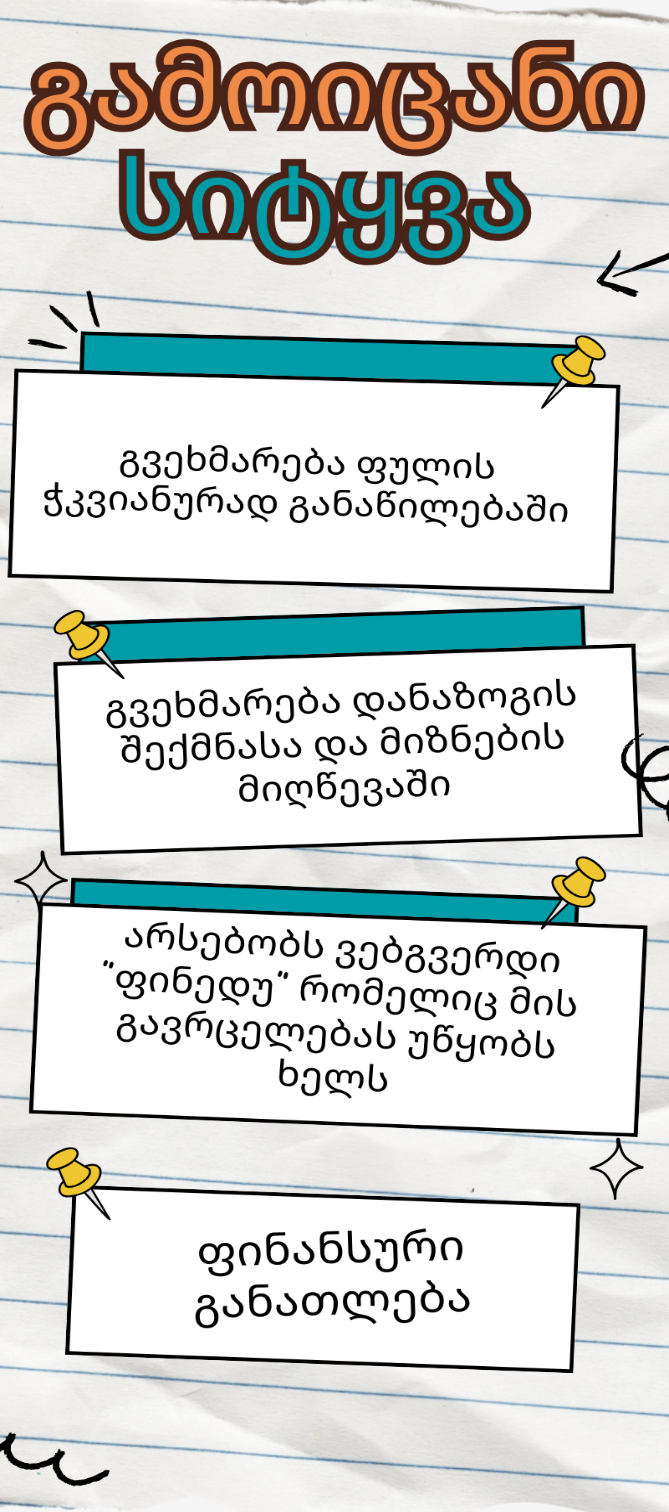 გამოიცანი
სიტყვა
გვეხმარება ფულის
ჭკვიანურად განაწილებაში
გვეხმარება დანაზოგის
შექმნასა და მიზნების
მიღწევაში
არსებობს ვებგვერდი
"ფინედუ" რომელიც მის
გავრცელებას უწყობს
ხელს
ფინანსური
განათლება